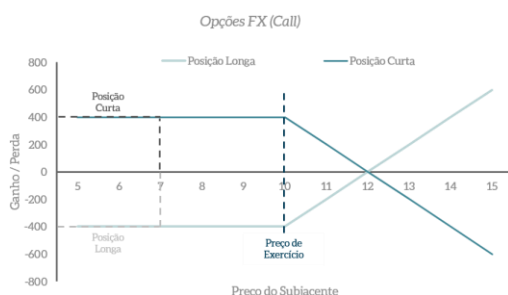 Opções FX (Call)
Posição Longa
Posição Curta
800
600
400
200
0
-200
-400
-600
-800
Ganho / Perda
Posição
Curta
5 6 7 8 9 10 11 12 13 14 15
Posição
Longa
Preço de
Exercício
Preço do Subjacente